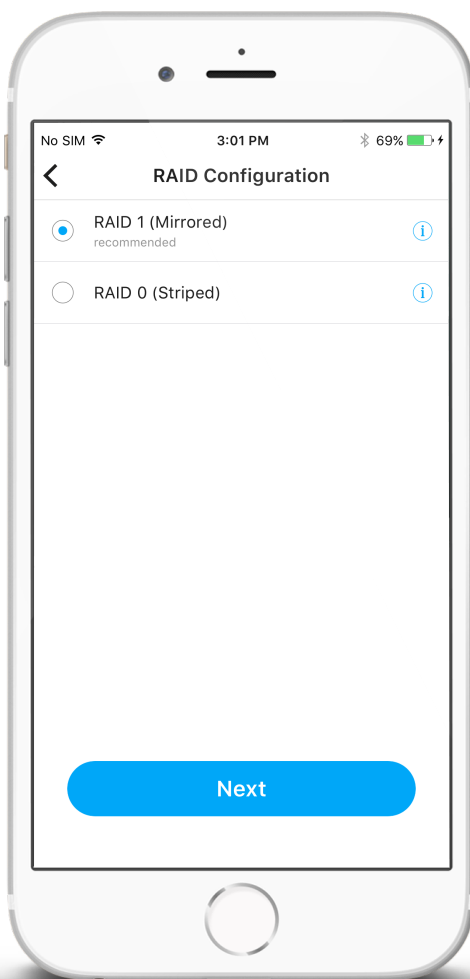 No SIM 3:01 PM 69%
RAID Configuration
RAID 1 (Mirrored)
recommended
i
RAID 0 (Striped)
i
Next